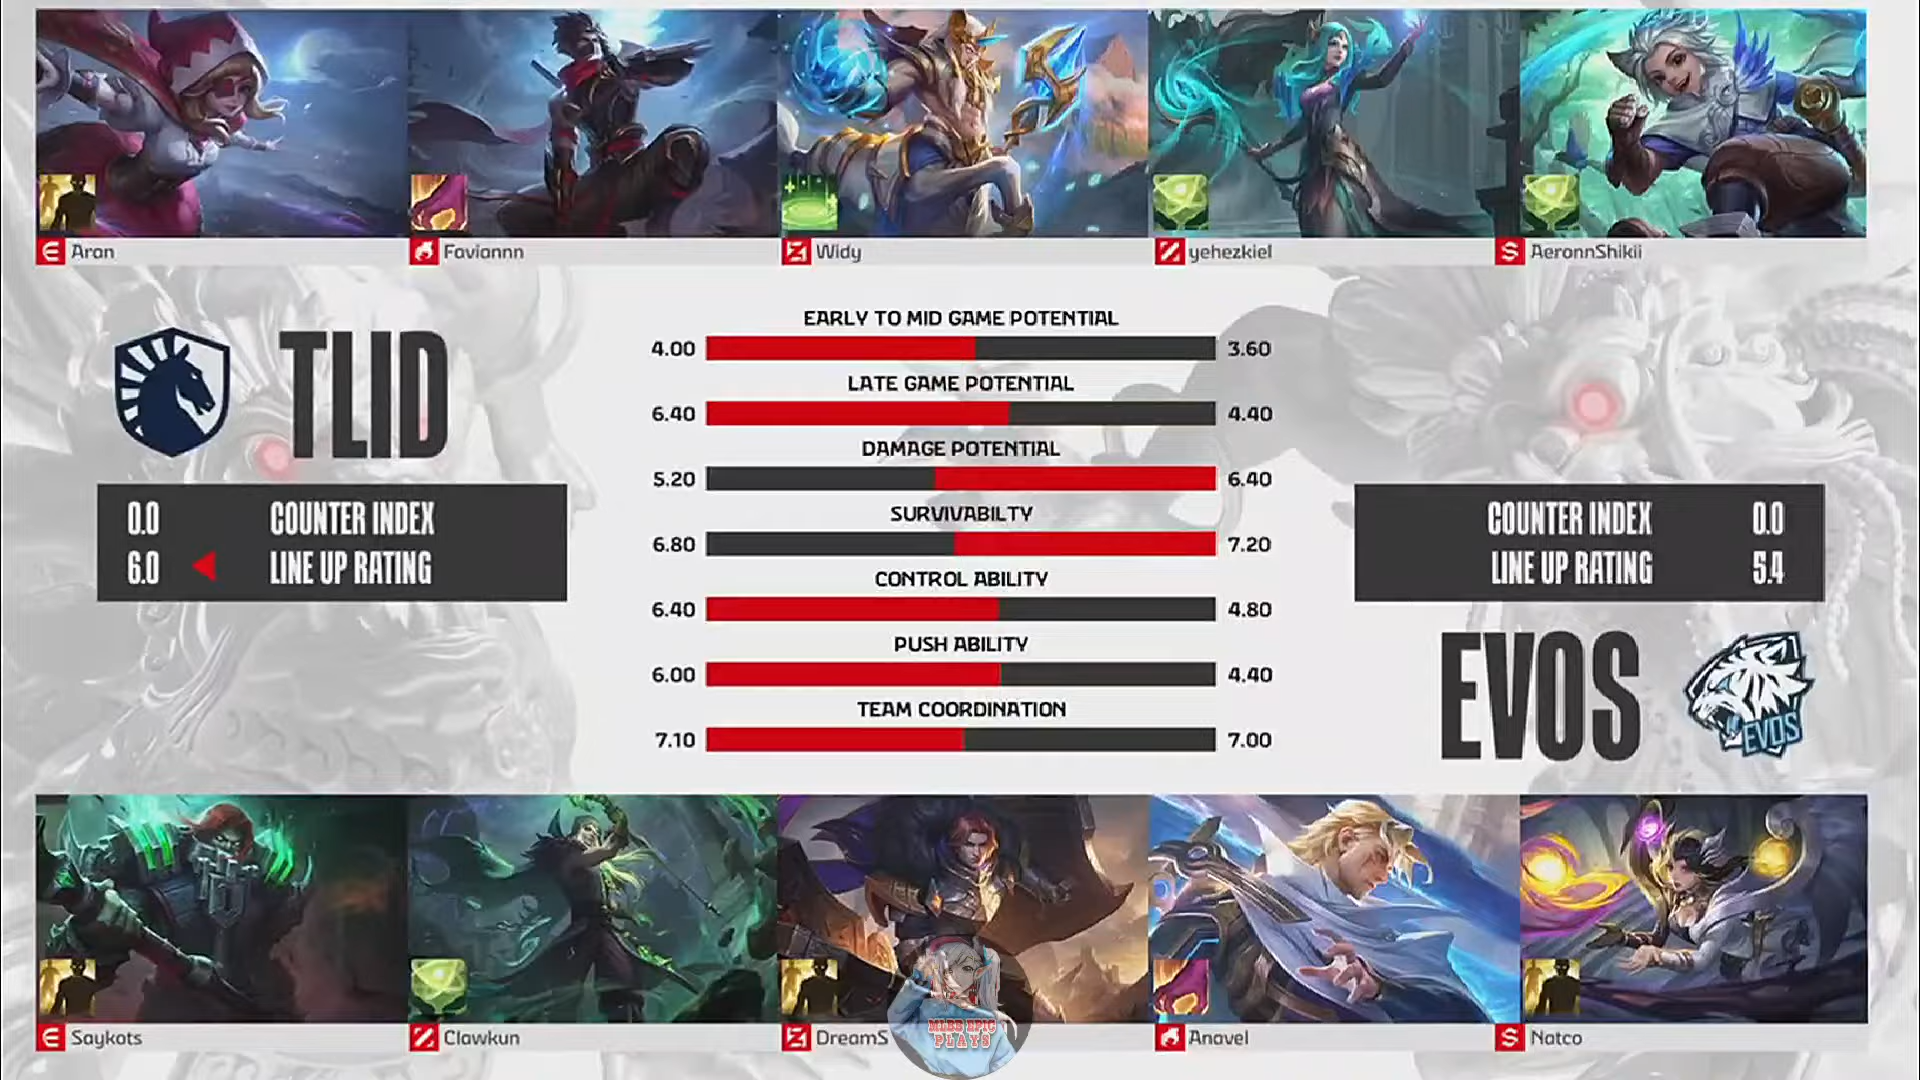 Aran
Faviannn
Widy
yehezkiel
AeronnShikii
TLID
0.0 COUNTER INDEX
6.0 LINE UP RATING
EARLY TO MID GAME POTENTIAL
4.00 3.60
LATE GAME POTENTIAL
6.40 4.40
DAMAGE POTENTIAL
5.20 6.40
SURVIVABILTY
6.80 7.20
CONTROL ABILITY
6.40 4.80
PUSH ABILITY
6.00 4.40
TEAM COORDINATION
7.10 7.00
COUNTER INDEX 0.0
LINE UP RATING 5.4
EVOS
EVOS
Saykots
Clawkun
DreamS
Anavel
Natco
MLBB EPIC
PLAYS